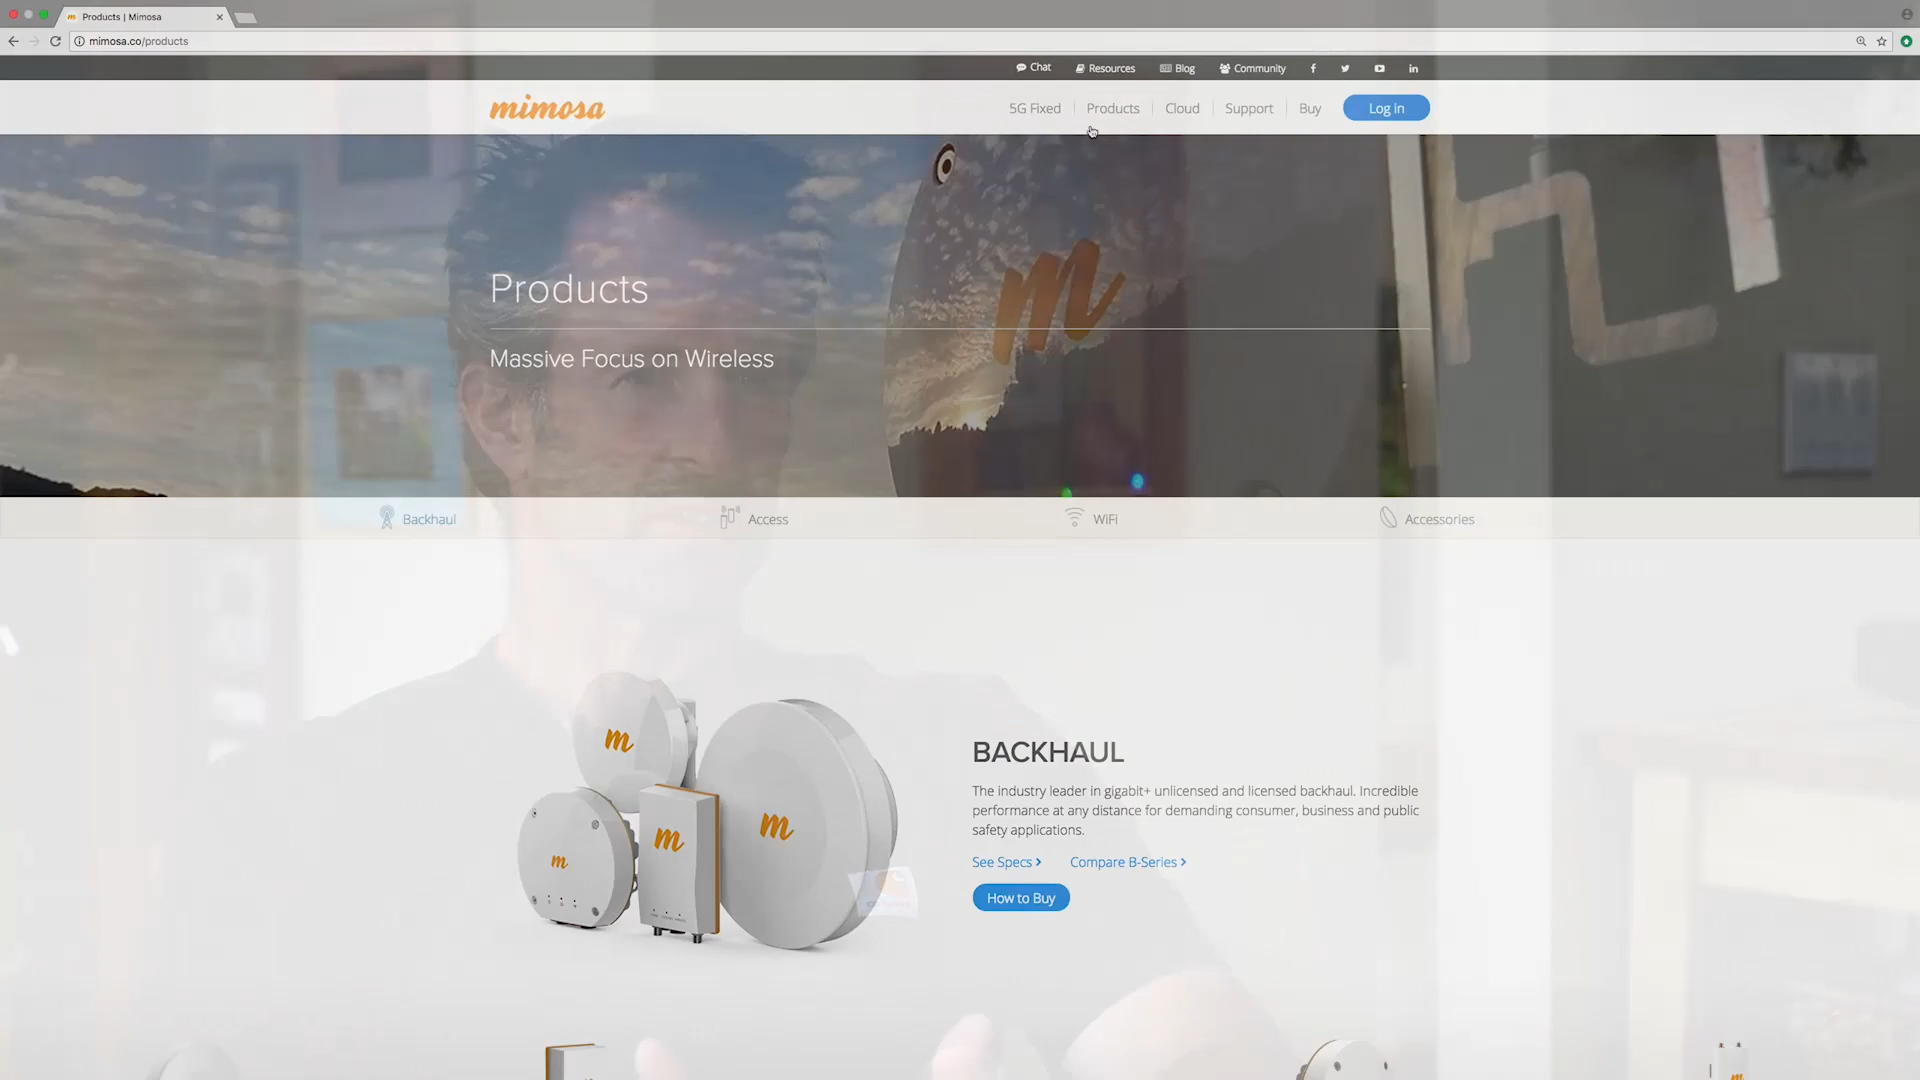 Products | Mimosa
mimosa.co/products
Chat
Resources
Blog
Community
mimosa
5G Fixed
Products
Cloud
Support
Buy
Log in
m
Products
Massive Focus on Wireless
Backhaul
Access
WiFi
Accessories
m
m
m
m
BACKHAUL
The industry leader in gigabit+ unlicensed and licensed backhaul. Incredible
performance at any distance for demanding consumer, business and public
safety applications.
See Specs
Compare B-Series
How to Buy